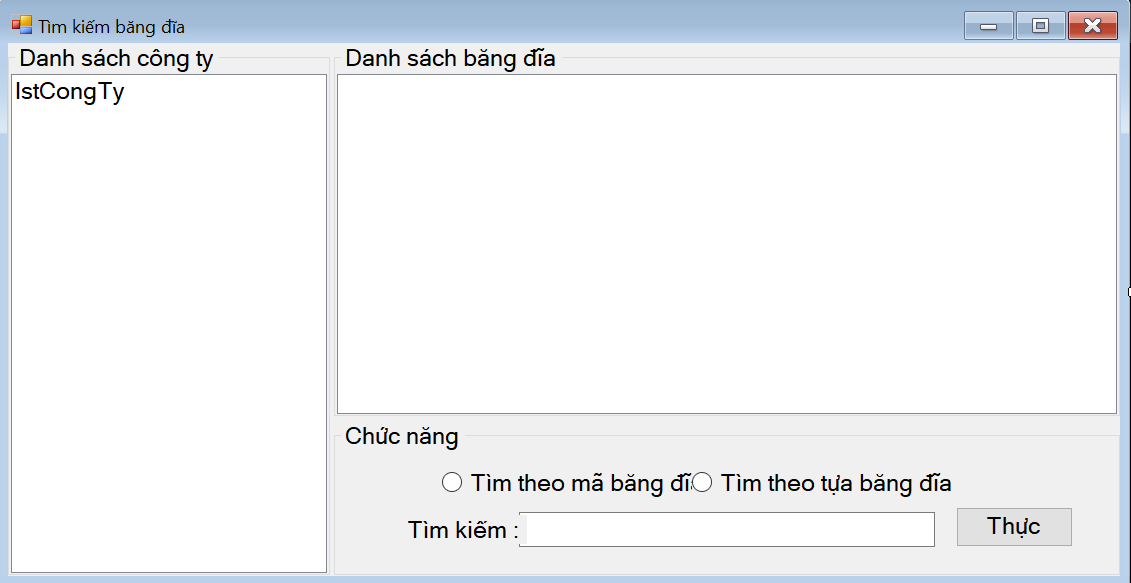 Tìm kiếm băng đĩa
Danh sách công ty
lstCongTy
Danh sách băng đĩa
Chức năng
Tìm theo mã băng đĩ
Tìm theo tựa băng đĩa
Tìm kiếm :
Thực